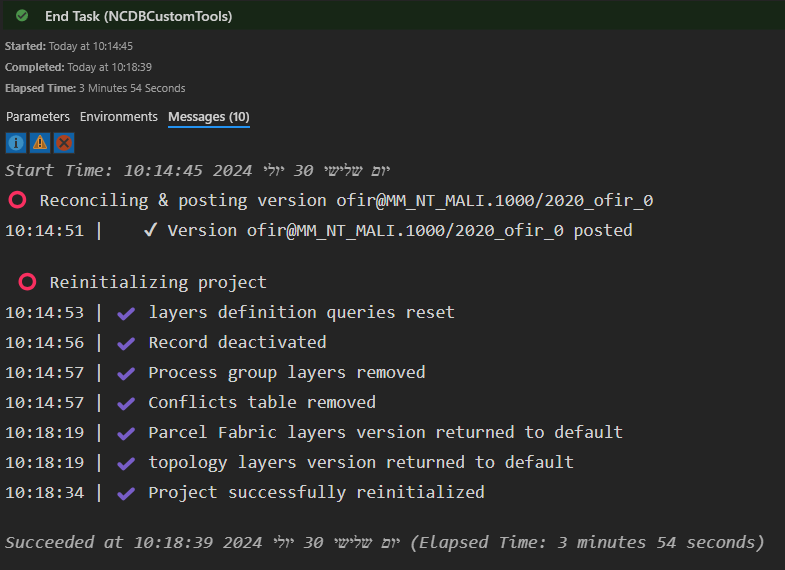 End Task (NCDBCustomTools)
Started: Today at 10:14:45
Completed: Today at 10:18:39
Elapsed Time: 3 Minutes 54 Seconds
Parameters Environments Messages (10)
Start Time: 10:14:45 2024 יום שלישי 30 יולי
Reconciling & posting version ofir@MM_NT_MALI.1000/2020_ofir_0
10:14:51 | ✓ Version ofir@MM_NT_MALI.1000/2020_ofir_0 posted
Reinitializing project
10:14:53 | ✔ layers definition queries reset
10:14:56 | ✔ Record deactivated
10:14:57 | ✔ Process group layers removed
10:14:57 | ✔ Conflicts table removed
10:18:19 | ✔ Parcel Fabric layers version returned to default
10:18:19 | ✔ topology layers version returned to default
10:18:34 | ✔ Project successfully reinitialized
Succeeded at 10:18:39 2024 יום שלישי 30 יולי (Elapsed Time: 3 minutes 54 seconds)